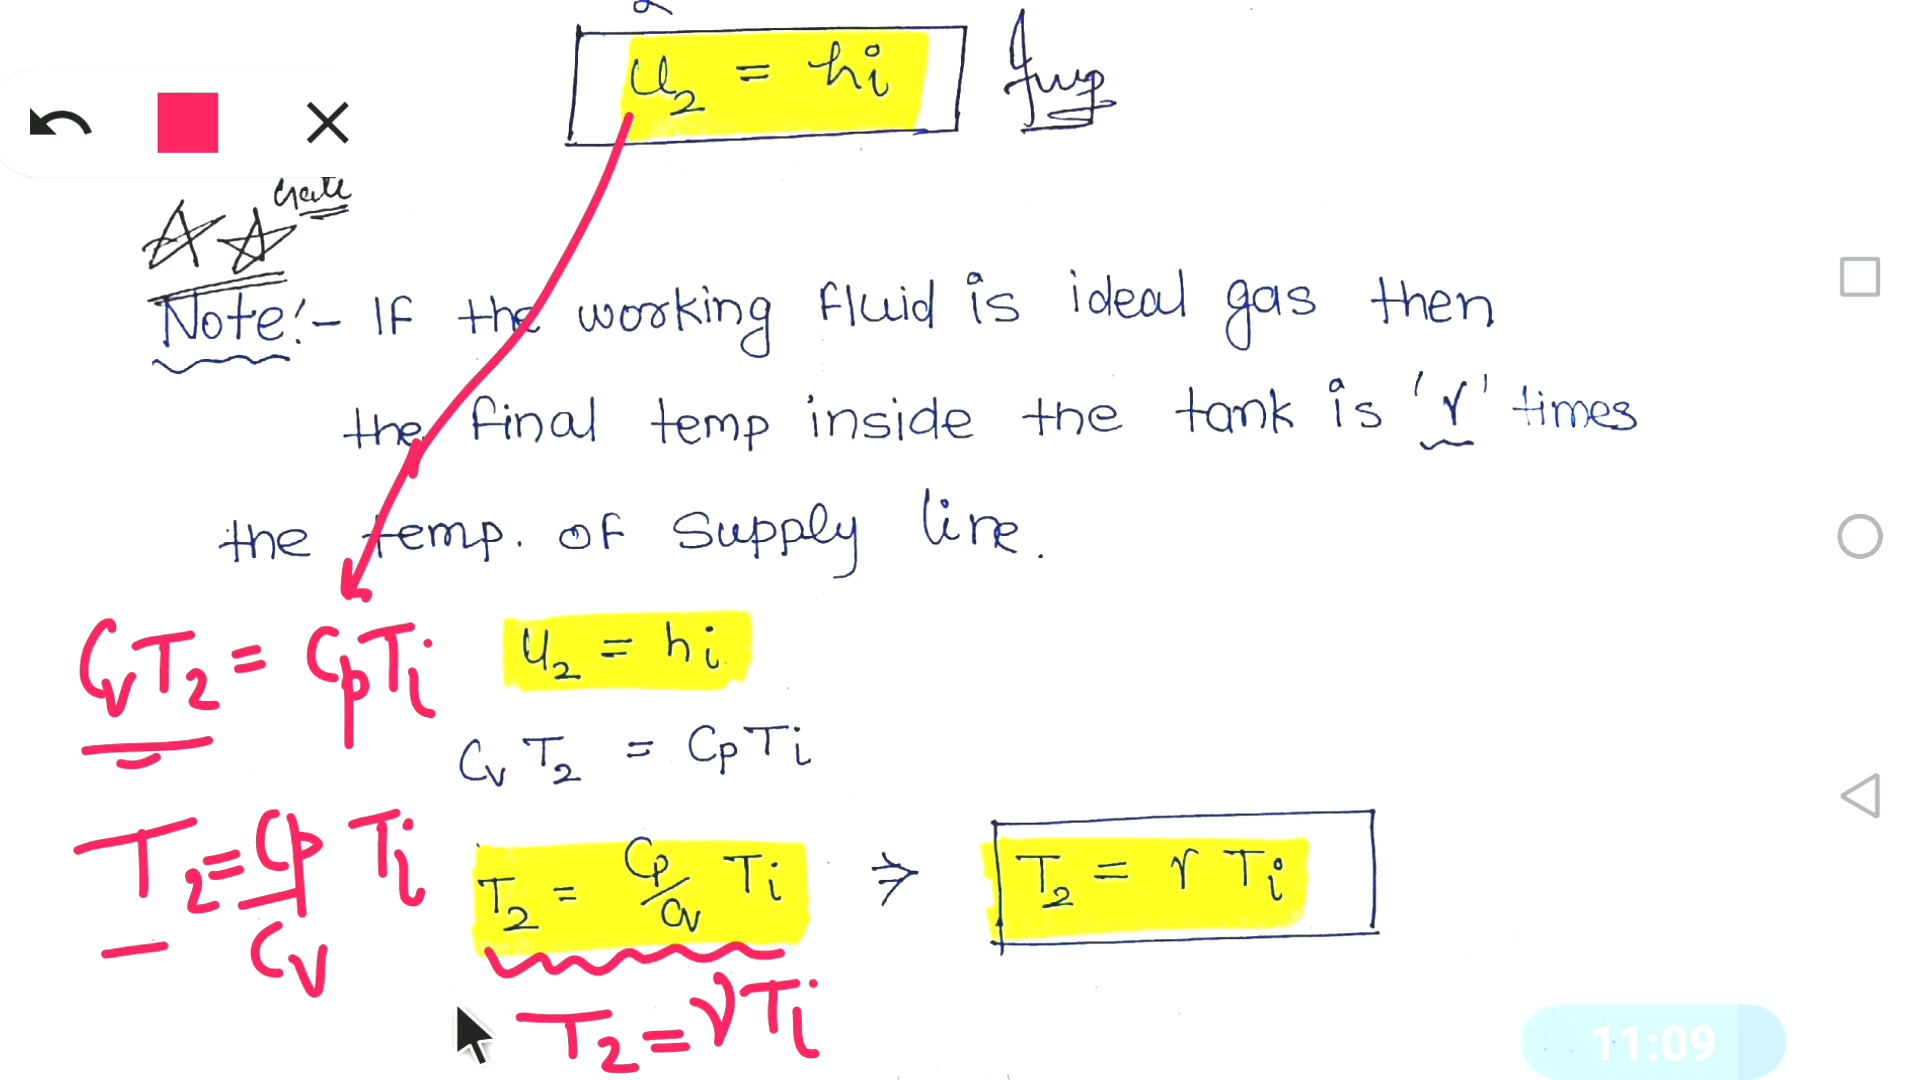 u₂ = hi Imp
Gate
Note:- If the working fluid is ideal gas then
the final temp inside the tank is 'γ' times
the temp. of supply line.
CvT₂ = CpTi u₂ = hi
Cv T₂ = CpTi
T₂ = Cp/Cv Ti T₂ = Cp/Cv Ti ⇒ T₂ = γ Ti
T₂ = γTi
11:09